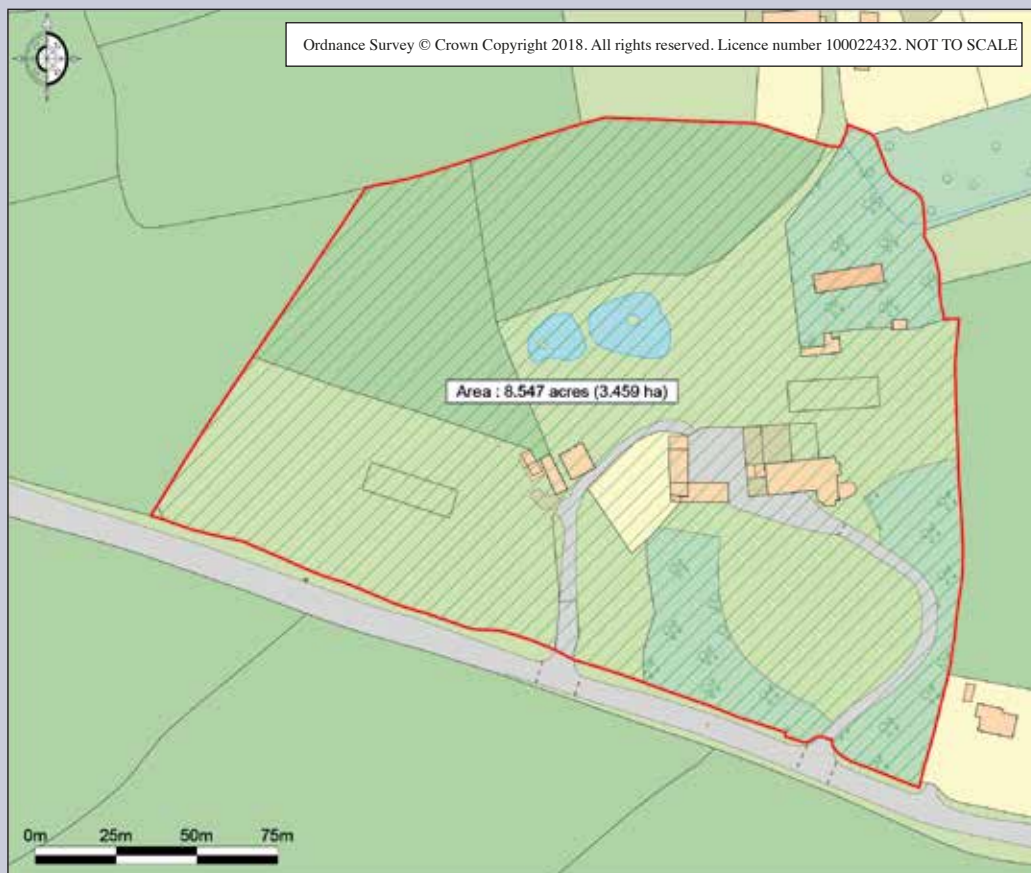 Ordnance Survey © Crown Copyright 2018. All rights reserved. Licence number 100022432. NOT TO SCALE
Area : 8.547 acres (3.459 ha)
0m 25m 50m 75m